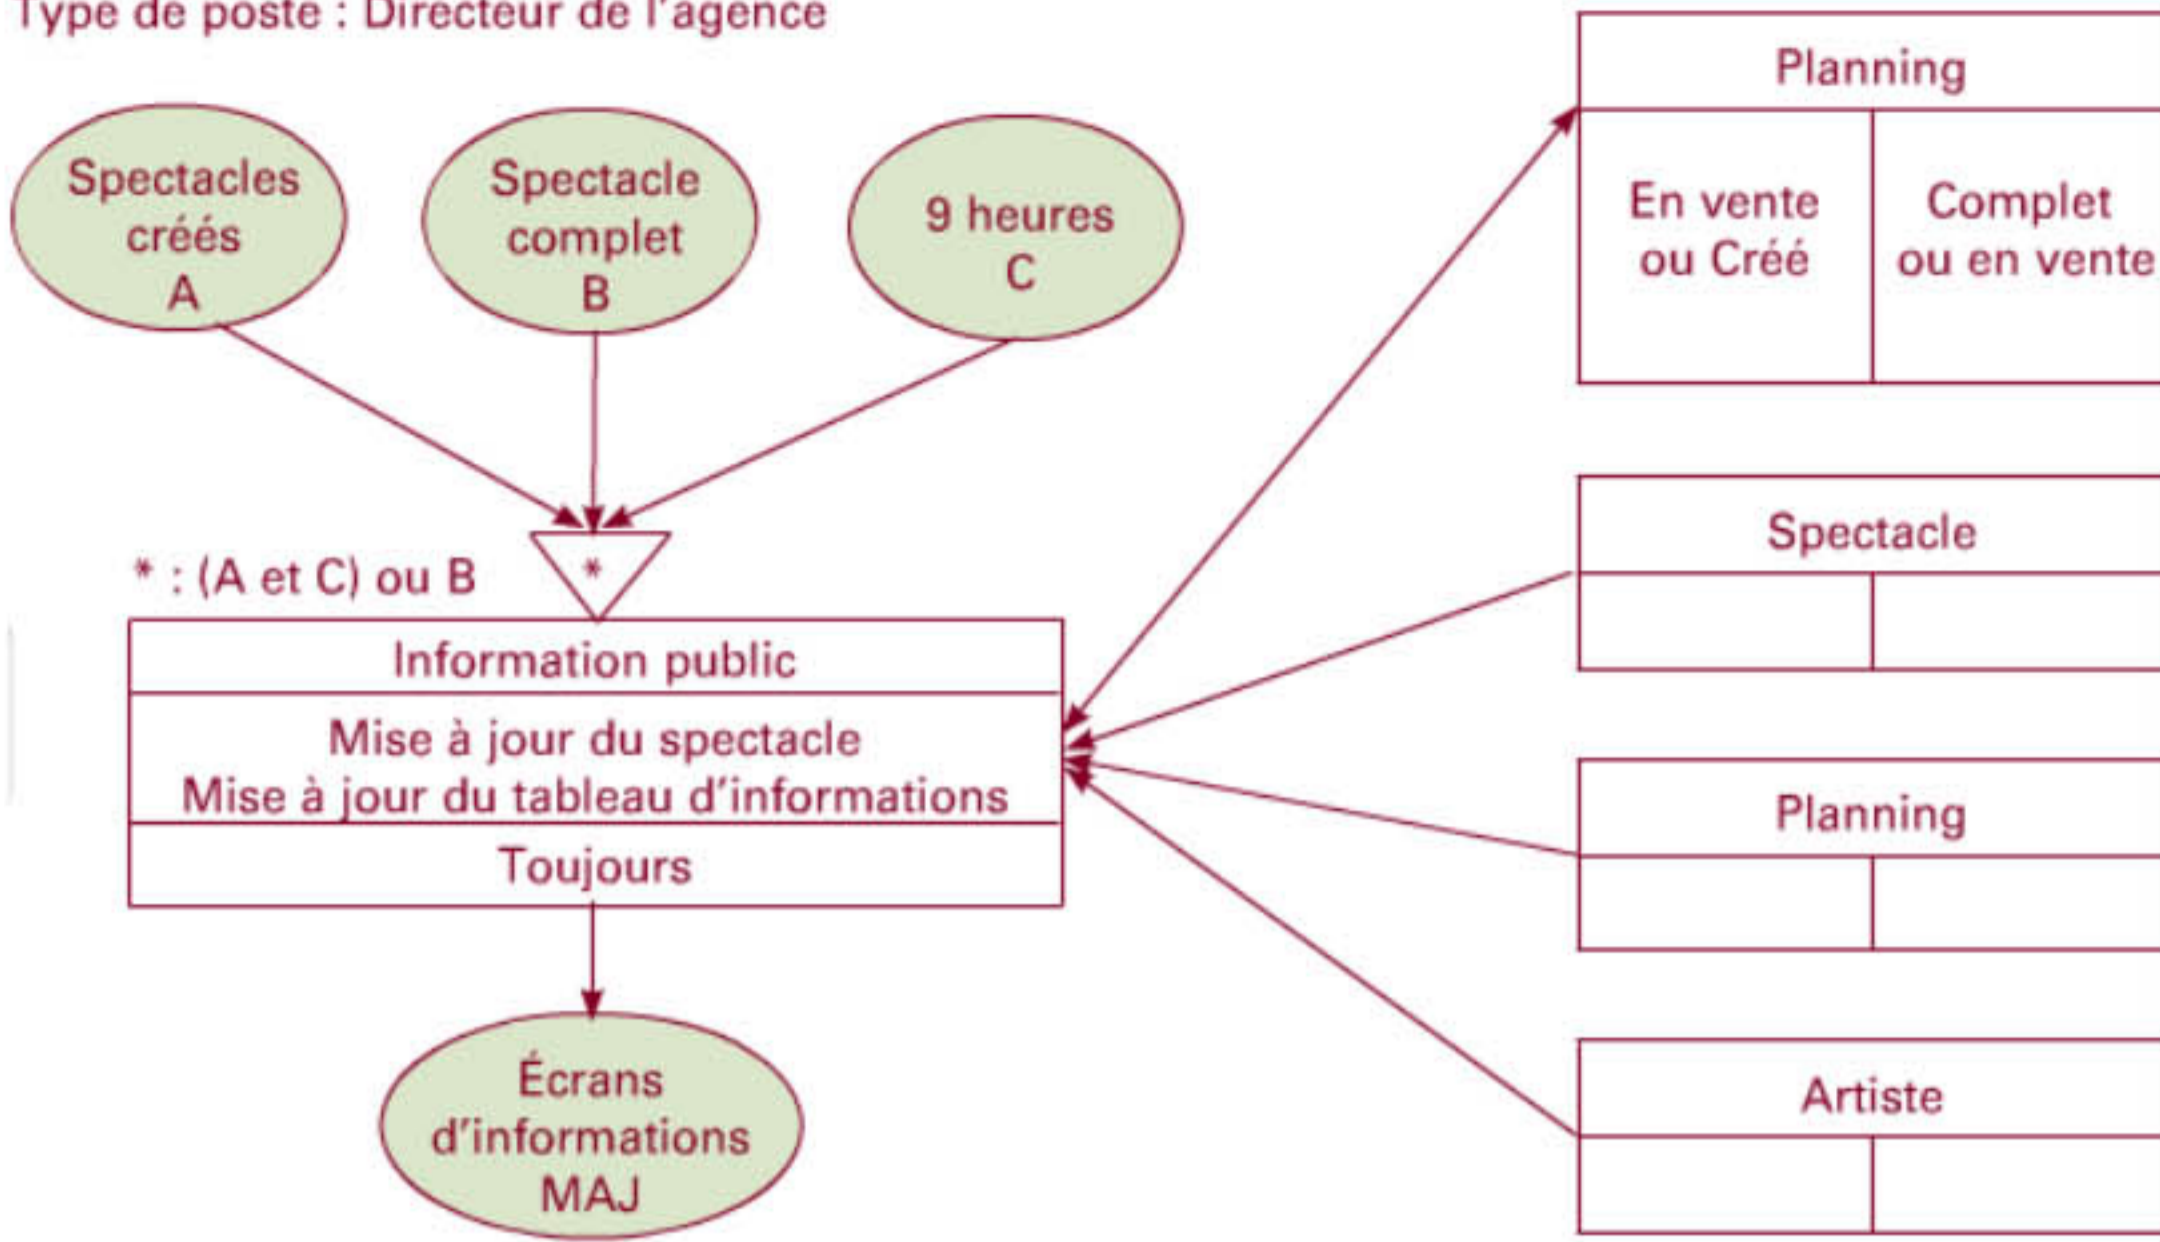 Type de poste : Directeur de l'agence
Spectacles
créés
A
Spectacle
complet
B
9 heures
C
* : (A et C) ou B
*
Information public
Mise à jour du spectacle
Mise à jour du tableau d'informations
Toujours
Écrans
d'informations
MAJ
Planning
En vente
ou Créé
Complet
ou en vente
Spectacle
Planning
Artiste